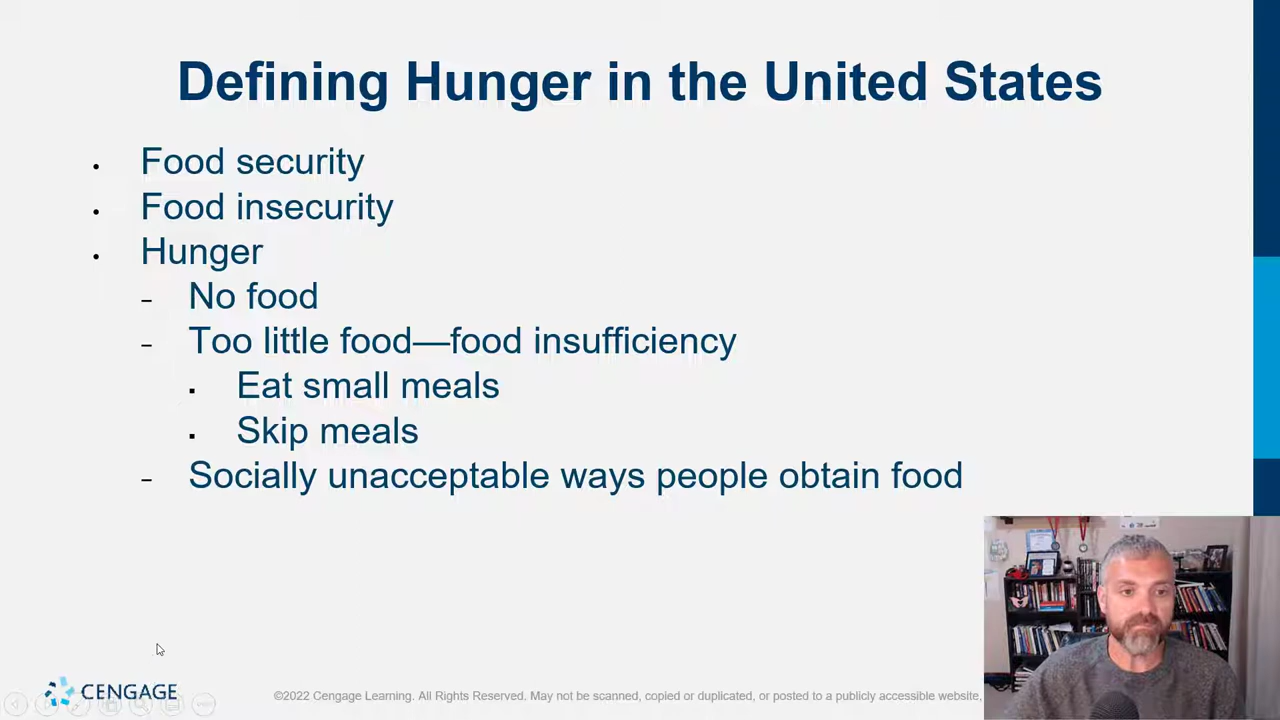 Defining Hunger in the United States
• Food security
• Food insecurity
• Hunger
– No food
– Too little food—food insufficiency
▪ Eat small meals
▪ Skip meals
– Socially unacceptable ways people obtain food
CENGAGE
©2022 Cengage Learning. All Rights Reserved. May not be scanned, copied or duplicated, or posted to a publicly accessible website,